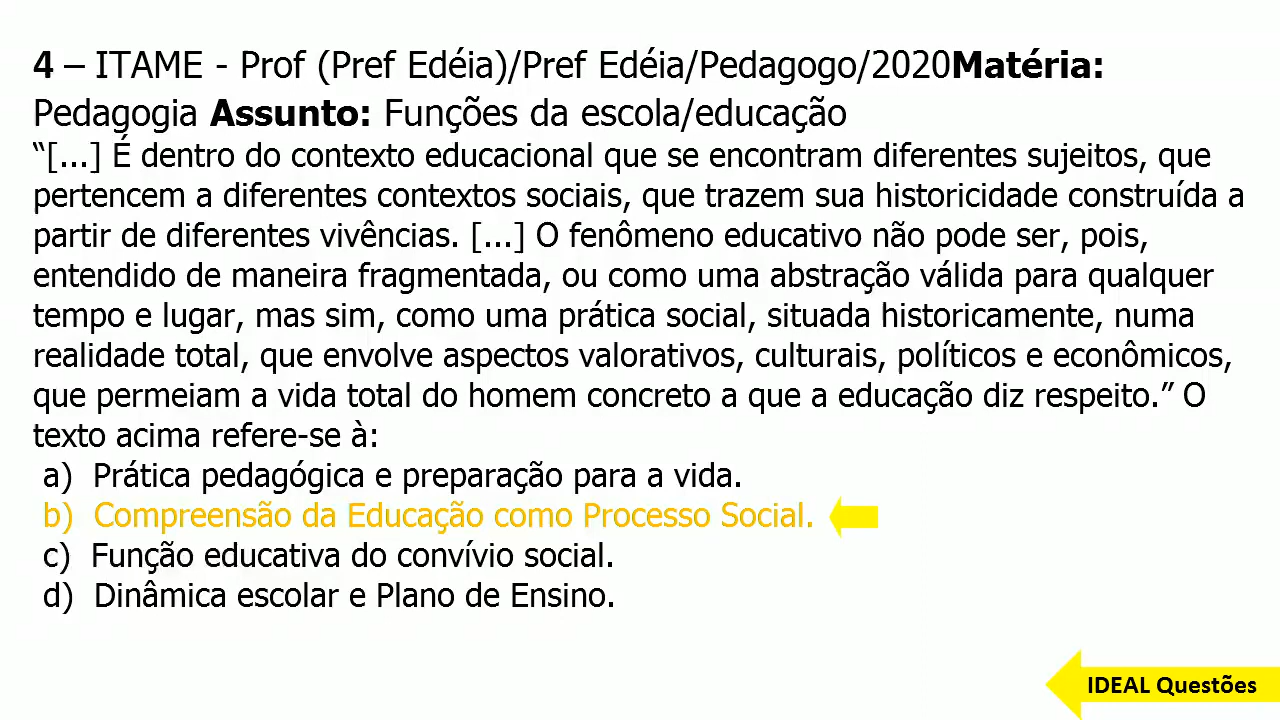 4 – ITAME - Prof (Pref Edéia)/Pref Edéia/Pedagogo/2020Matéria:
Pedagogia Assunto: Funções da escola/educação
“[...] É dentro do contexto educacional que se encontram diferentes sujeitos, que
pertencem a diferentes contextos sociais, que trazem sua historicidade construída a
partir de diferentes vivências. [...] O fenômeno educativo não pode ser, pois,
entendido de maneira fragmentada, ou como uma abstração válida para qualquer
tempo e lugar, mas sim, como uma prática social, situada historicamente, numa
realidade total, que envolve aspectos valorativos, culturais, políticos e econômicos,
que permeiam a vida total do homem concreto a que a educação diz respeito.” O
texto acima refere-se à:
a) Prática pedagógica e preparação para a vida.
b) Compreensão da Educação como Processo Social.
c) Função educativa do convívio social.
d) Dinâmica escolar e Plano de Ensino.
IDEAL Questões